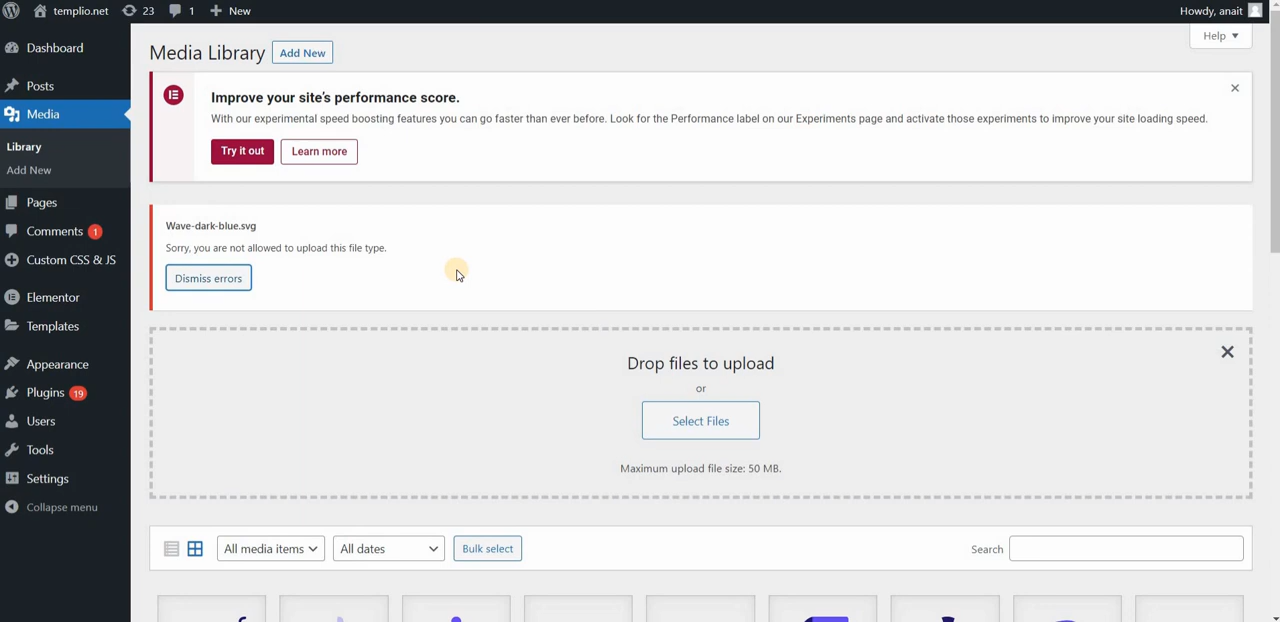 templio.net 23 1 New Howdy, anait
Help
Dashboard
Posts
Media
Library
Add New
Pages
Comments 1
Custom CSS & JS
Elementor
Templates
Appearance
Plugins 19
Users
Tools
Settings
Collapse menu
Media Library Add New
Improve your site's performance score.
With our experimental speed boosting features you can go faster than ever before. Look for the Performance label on our Experiments page and activate those experiments to improve your site loading speed.
Try it out Learn more
Wave-dark-blue.svg
Sorry, you are not allowed to upload this file type.
Dismiss errors
Drop files to upload
or
Select Files
Maximum upload file size: 50 MB.
All media items All dates Bulk select Search